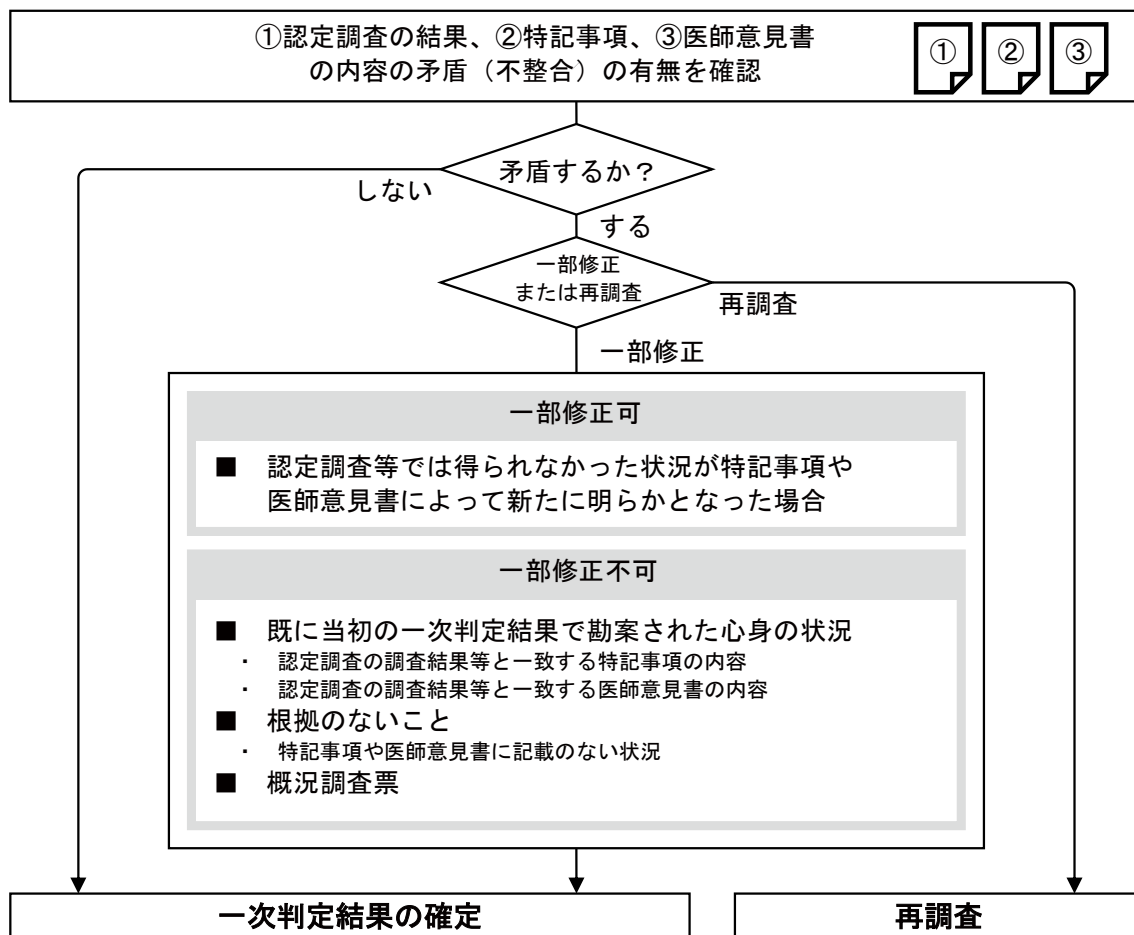 ①認定調査の結果、②特記事項、③医師意見書
の内容の矛盾（不整合）の有無を確認
① ② ③
矛盾するか？
しない
する
一部修正
または再調査
再調査
一部修正
一部修正可
■ 認定調査等では得られなかった状況が特記事項や
医師意見書によって新たに明らかとなった場合
一部修正不可
■ 既に当初の一次判定結果で勘案された心身の状況
・ 認定調査の調査結果等と一致する特記事項の内容
・ 認定調査の調査結果等と一致する医師意見書の内容
■ 根拠のないこと
・ 特記事項や医師意見書に記載のない状況
■ 概況調査票
一次判定結果の確定
再調査